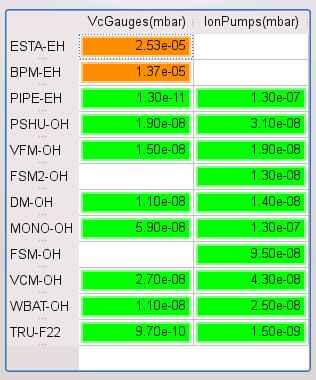 VcGauges(mbar) IonPumps(mbar)
ESTA-EH 2.53e-05
BPM-EH 1.37e-05
PIPE-EH 1.30e-11 1.30e-07
PSHU-OH 1.90e-08 3.10e-08
VFM-OH 1.50e-08 1.90e-08
FSM2-OH 1.30e-08
DM-OH 1.10e-08 1.40e-08
MONO-OH 5.90e-08 1.30e-07
FSM-OH 9.50e-08
VCM-OH 2.70e-08 4.30e-08
WBAT-OH 1.10e-08 2.50e-08
TRU-F22 9.70e-10 1.50e-09